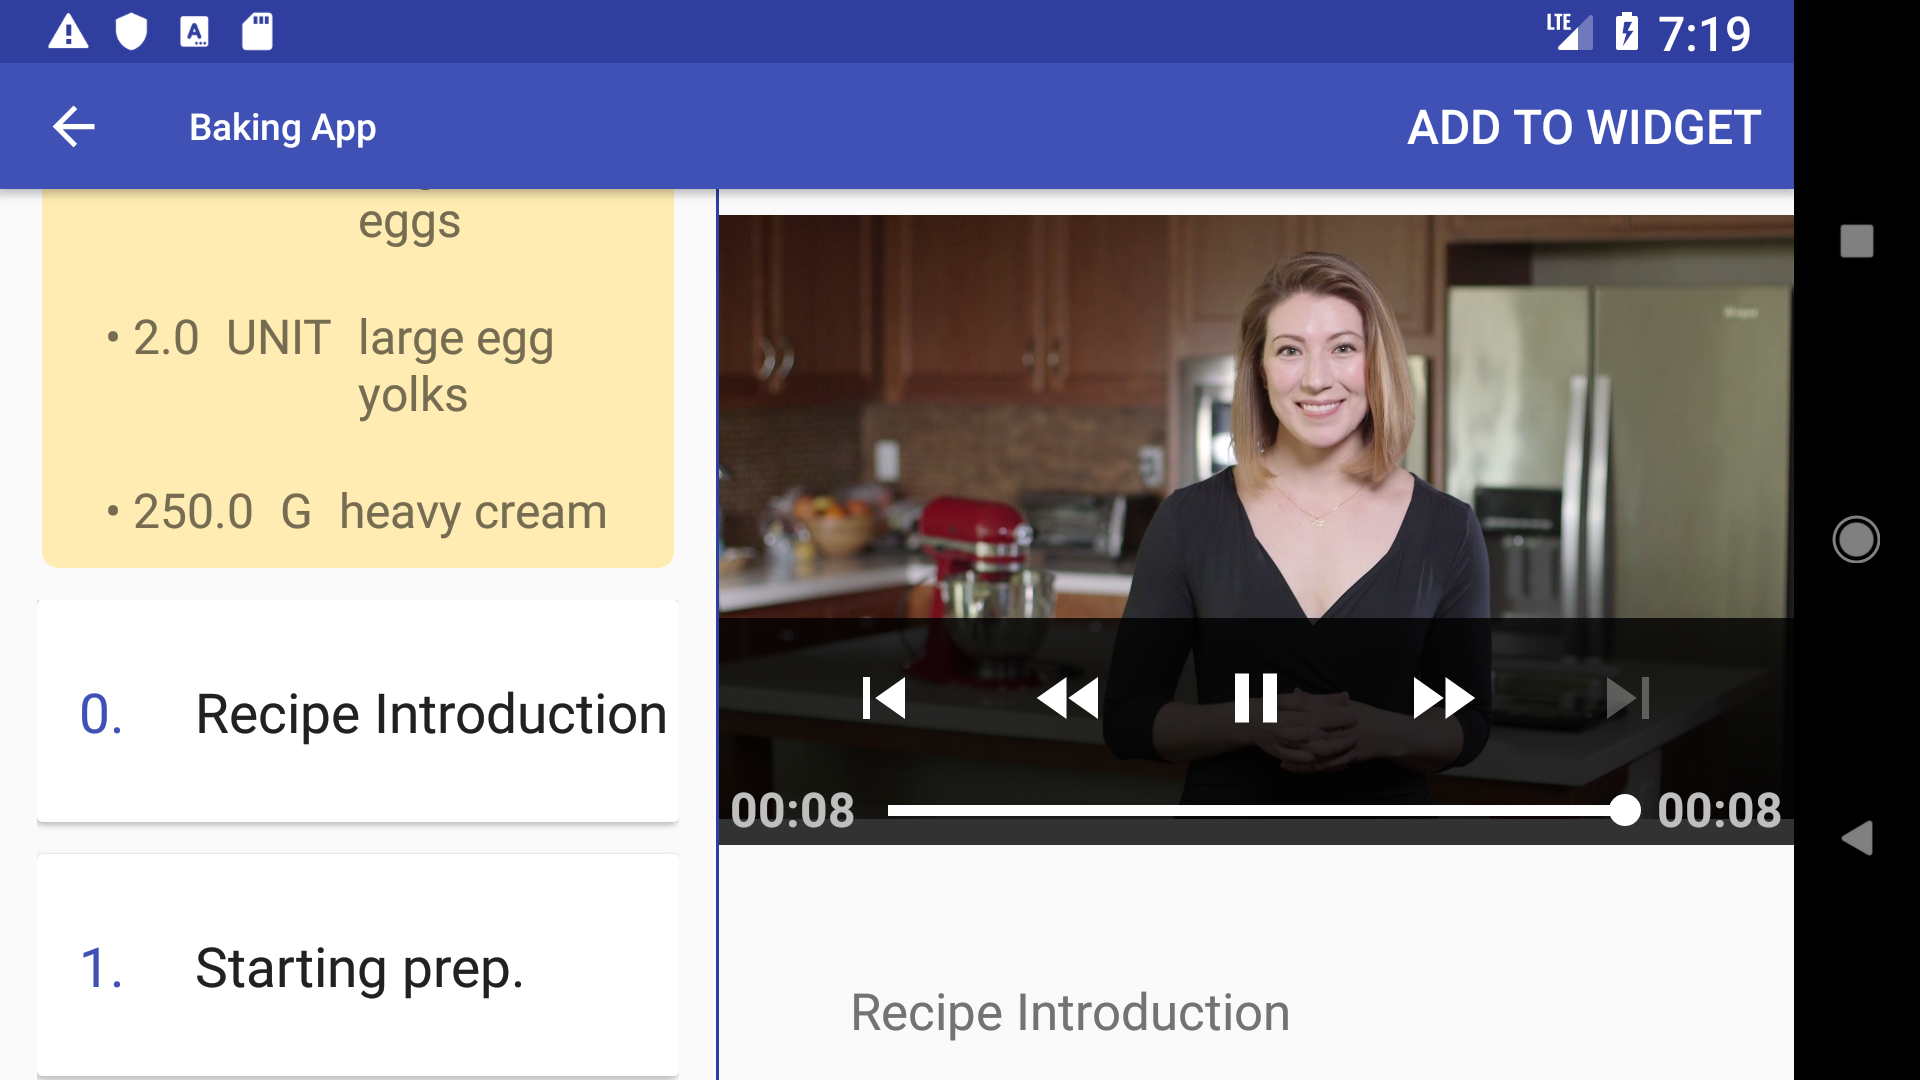 LTE 7:19
Baking App
ADD TO WIDGET
eggs
• 2.0 UNIT large egg
yolks
• 250.0 G heavy cream
0. Recipe Introduction
1. Starting prep.
00:08 00:08
Recipe Introduction